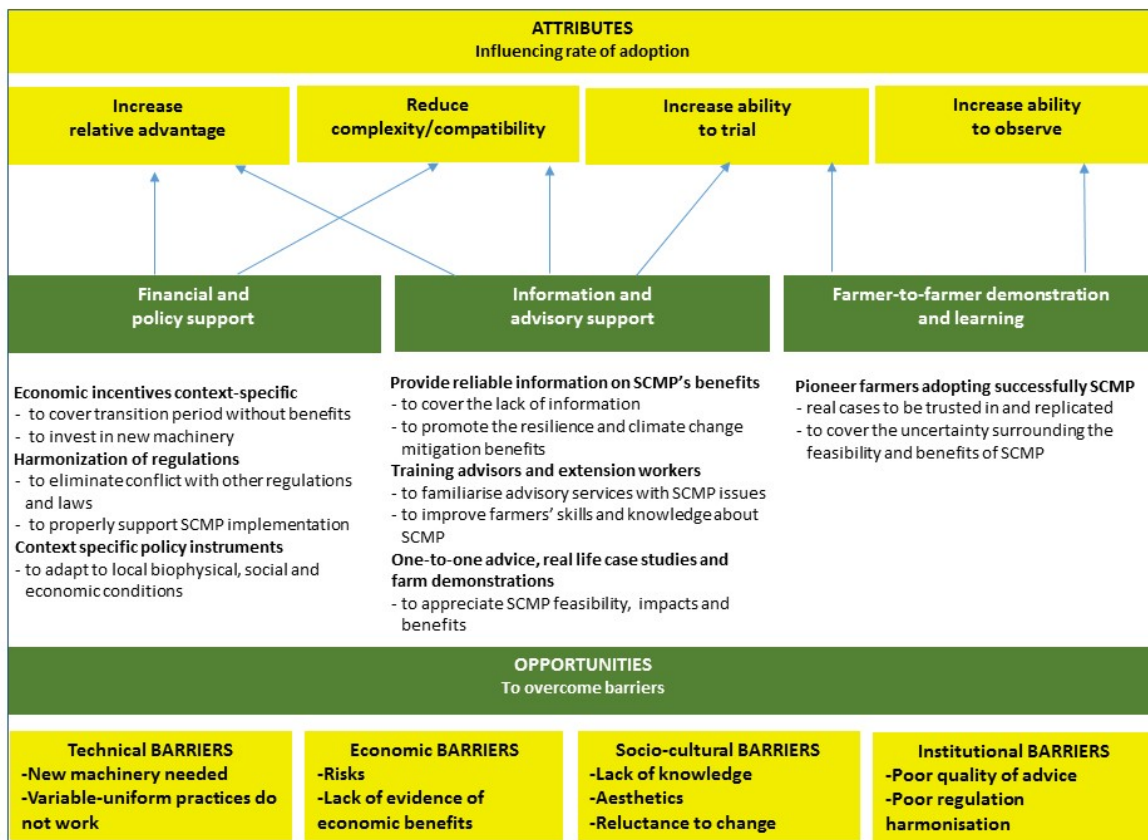 ATTRIBUTES
Influencing rate of adoption
Increase
relative advantage
Reduce
complexity/compatibility
Increase ability
to trial
Increase ability
to observe
Financial and
policy support
Information and
advisory support
Farmer-to-farmer demonstration
and learning
Economic incentives context-specific
- to cover transition period without benefits
- to invest in new machinery
Harmonization of regulations
- to eliminate conflict with other regulations
and laws
- to properly support SCMP implementation
Context specific policy instruments
- to adapt to local biophysical, social and
economic conditions
Provide reliable information on SCMP's benefits
- to cover the lack of information
- to promote the resilience and climate change
mitigation benefits
Training advisors and extension workers
- to familiarise advisory services with SCMP issues
- to improve farmers' skills and knowledge about
SCMP
One-to-one advice, real life case studies and
farm demonstrations
- to appreciate SCMP feasibility, impacts and
benefits
Pioneer farmers adopting successfully SCMP
- real cases to be trusted in and replicated
- to cover the uncertainty surrounding the
feasibility and benefits of SCMP
OPPORTUNITIES
To overcome barriers
Technical BARRIERS
-New machinery needed
-Variable-uniform practices do
not work
Economic BARRIERS
-Risks
-Lack of evidence of
economic benefits
Socio-cultural BARRIERS
-Lack of knowledge
-Aesthetics
-Reluctance to change
Institutional BARRIERS
-Poor quality of advice
-Poor regulation
harmonisation